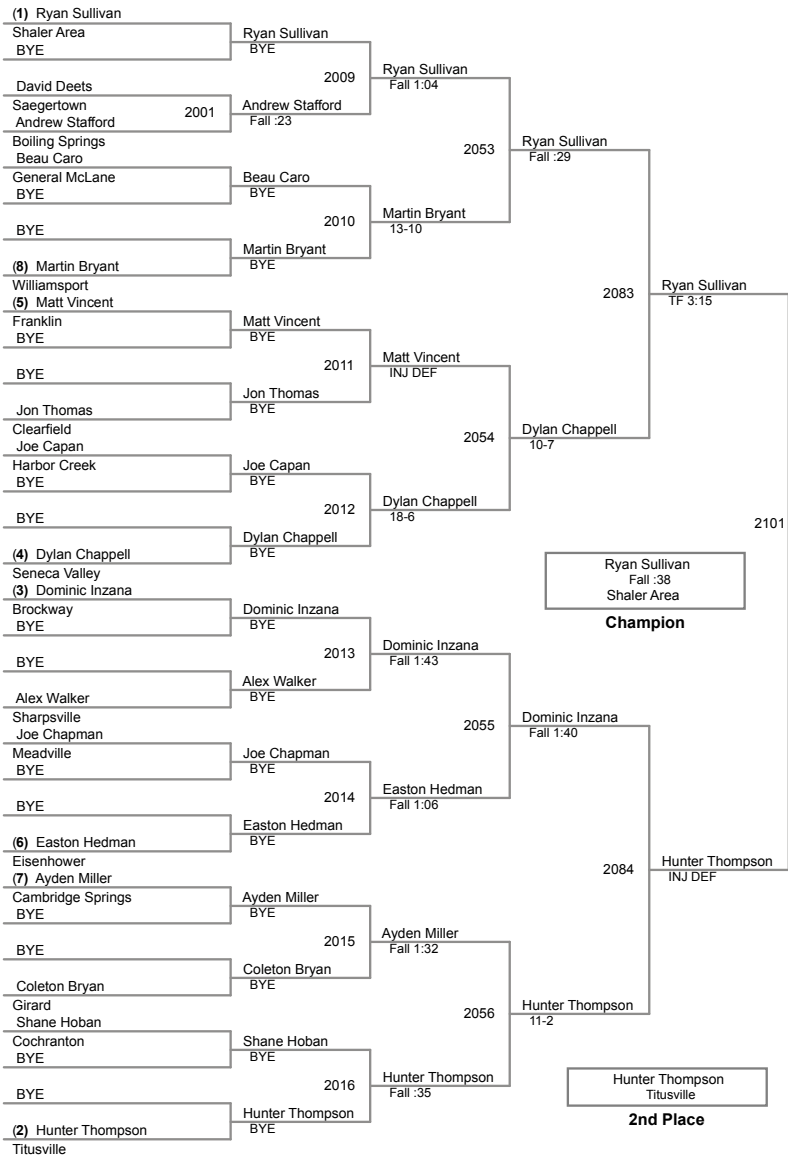 (1) Ryan Sullivan
Shaler Area
BYE
David Deets
Saegertown
Andrew Stafford
Boiling Springs
Beau Caro
General McLane
BYE
BYE
(8) Martin Bryant
Williamsport
(5) Matt Vincent
Franklin
BYE
BYE
Jon Thomas
Clearfield
Joe Capan
Harbor Creek
BYE
BYE
(4) Dylan Chappell
Seneca Valley
(3) Dominic Inzana
Brockway
BYE
BYE
Alex Walker
Sharpsville
Joe Chapman
Meadville
BYE
BYE
(6) Easton Hedman
Eisenhower
(7) Ayden Miller
Cambridge Springs
BYE
BYE
Coleton Bryan
Girard
Shane Hoban
Cochranton
BYE
BYE
(2) Hunter Thompson
Titusville
2001
Ryan Sullivan
BYE
2009
Andrew Stafford
Fall :23
Beau Caro
BYE
2010
Martin Bryant
BYE
Matt Vincent
BYE
2011
Jon Thomas
BYE
Joe Capan
BYE
2012
Dylan Chappell
BYE
Dominic Inzana
BYE
2013
Alex Walker
BYE
Joe Chapman
BYE
2014
Easton Hedman
BYE
Ayden Miller
BYE
2015
Coleton Bryan
BYE
Shane Hoban
BYE
2016
Hunter Thompson
BYE
Ryan Sullivan
Fall 1:04
2053
Martin Bryant
13-10
Matt Vincent
INJ DEF
2054
Dylan Chappell
18-6
Dominic Inzana
Fall 1:43
2055
Easton Hedman
Fall 1:06
Ayden Miller
Fall 1:32
2056
Hunter Thompson
Fall :35
Ryan Sullivan
Fall :29
2083
Dylan Chappell
10-7
Dominic Inzana
Fall 1:40
2084
Hunter Thompson
11-2
Ryan Sullivan
TF 3:15
2101
Hunter Thompson
INJ DEF
Ryan Sullivan
Fall :38
Shaler Area
Champion
Hunter Thompson
Titusville
2nd Place